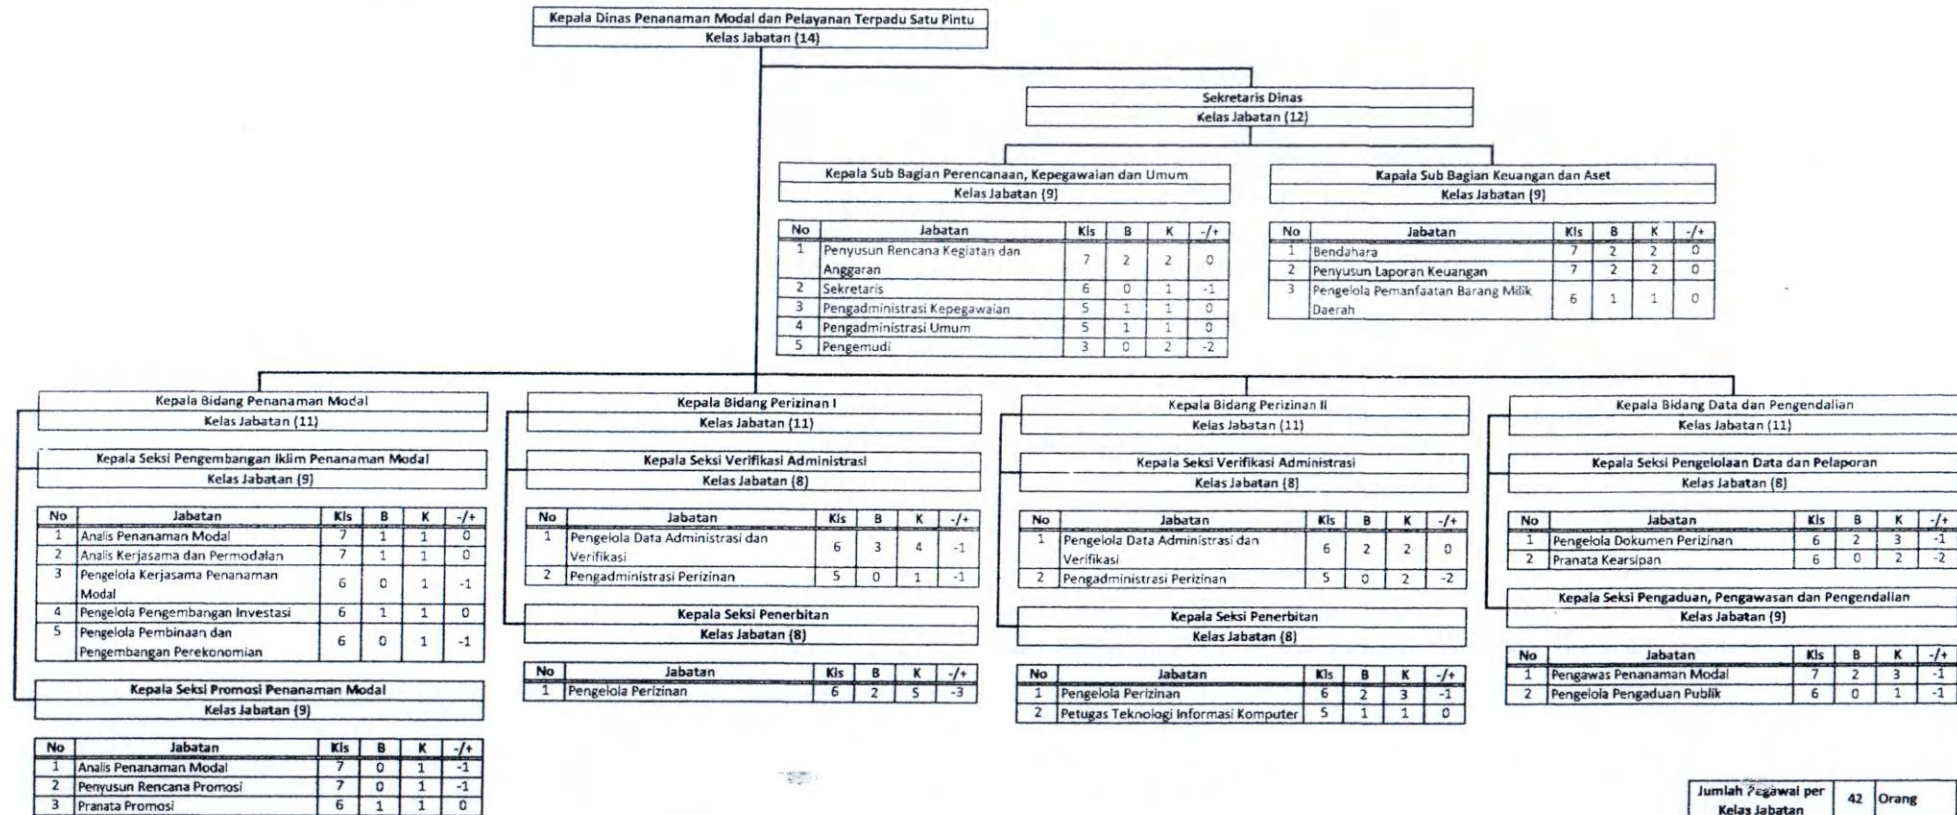 Kepala Dinas Penanaman Modal dan Pelayanan Terpadu Satu Pintu
Kelas Jabatan (14)
Sekretaris Dinas
Kelas Jabatan (12)
Kepala Sub Bagian Perencanaan, Kepegawaian dan Umum
Kelas Jabatan (9)
No Jabatan Kls B K -/+
1 Penyusun Rencana Kegiatan dan
Anggaran 7 2 2 0
2 Sekretaris 6 0 1 -1
3 Pengadministrasi Kepegawaian 5 1 1 0
4 Pengadministrasi Umum 5 1 1 0
5 Pengemudi 3 0 2 -2
Kapala Sub Bagian Keuangan dan Aset
Kelas Jabatan (9)
No Jabatan Kls B K -/+
1 Bendahara 7 2 2 0
2 Penyusun Laporan Keuangan 7 2 2 0
3 Pengelola Pemanfaatan Barang Milik
Daerah 6 1 1 0
Kepala Bidang Penanaman Modal
Kelas Jabatan (11)
Kepala Seksi Pengembangan Iklim Penanaman Modal
Kelas Jabatan (9)
No Jabatan Kls B K -/+
1 Analis Penanaman Modal 7 1 1 0
2 Analis Kerjasama dan Permodalan 7 1 1 0
3 Pengelola Kerjasama Penanaman
Modal 6 0 1 -1
4 Pengelola Pengembangan Investasi 6 1 1 0
5 Pengelola Pembinaan dan
Pengembangan Perekonomian 6 0 1 -1
Kepala Seksi Promosi Penanaman Modal
Kelas Jabatan (9)
No Jabatan Kls B K -/+
1 Analis Penanaman Modal 7 0 1 -1
2 Penyusun Rencana Promosi 7 0 1 -1
3 Pranata Promosi 6 1 1 0
Kepala Bidang Perizinan I
Kelas Jabatan (11)
Kepala Seksi Verifikasi Administrasi
Kelas Jabatan (8)
No Jabatan Kls B K -/+
1 Pengelola Data Administrasi dan
Verifikasi 6 3 4 -1
2 Pengadministrasi Perizinan 5 0 1 -1
Kepala Seksi Penerbitan
Kelas Jabatan (8)
No Jabatan Kls B K -/+
1 Pengelola Perizinan 6 2 5 -3
Kepala Bidang Perizinan II
Kelas Jabatan (11)
Kepala Seksi Verifikasi Administrasi
Kelas Jabatan (8)
No Jabatan Kls B K -/+
1 Pengelola Data Administrasi dan
Verifikasi 6 2 2 0
2 Pengadministrasi Perizinan 5 0 2 -2
Kepala Seksi Penerbitan
Kelas Jabatan (8)
No Jabatan Kls B K -/+
1 Pengelola Perizinan 6 2 3 -1
2 Petugas Teknologi Informasi Komputer 5 1 1 0
Kepala Bidang Data dan Pengendalian
Kelas Jabatan (11)
Kepala Seksi Pengelolaan Data dan Pelaporan
Kelas Jabatan (8)
No Jabatan Kls B K -/+
1 Pengelola Dokumen Perizinan 6 2 3 -1
2 Pranata Kearsipan 6 0 2 -2
Kepala Seksi Pengaduan, Pengawasan dan Pengendalian
Kelas Jabatan (9)
No Jabatan Kls B K -/+
1 Pengawas Penanaman Modal 7 2 3 -1
2 Pengelola Pengaduan Publik 6 0 1 -1
Jumlah Pegawai per
Kelas Jabatan 42 Orang